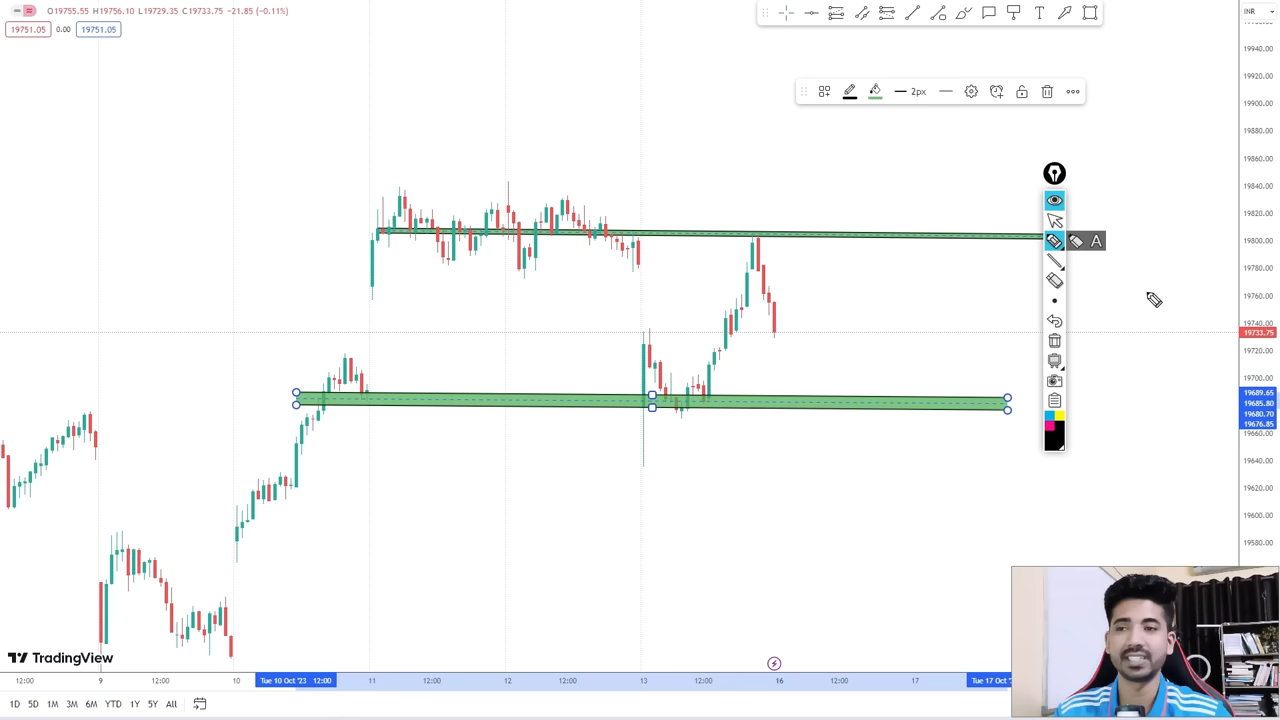 O19755.55 H19756.10 L19729.35 C19733.75 −21.85 (−0.11%)
INR
19751.05 0.00 19751.05
T
19940.00
19920.00
19900.00
2px
19880.00
19860.00
19840.00
19820.00
19800.00
A
19780.00
19760.00
19740.00
19733.75
19720.00
19700.00
19689.65
19685.80
19680.70
19676.85
19660.00
19640.00
19620.00
19600.00
19580.00
TradingView
12:00 9 12:00 10 Tue 10 Oct '23 12:00 11 12:00 12 12:00 13 12:00 16 12:00 17 Tue 17 Oct '
1D 5D 1M 3M 6M YTD 1Y 5Y All